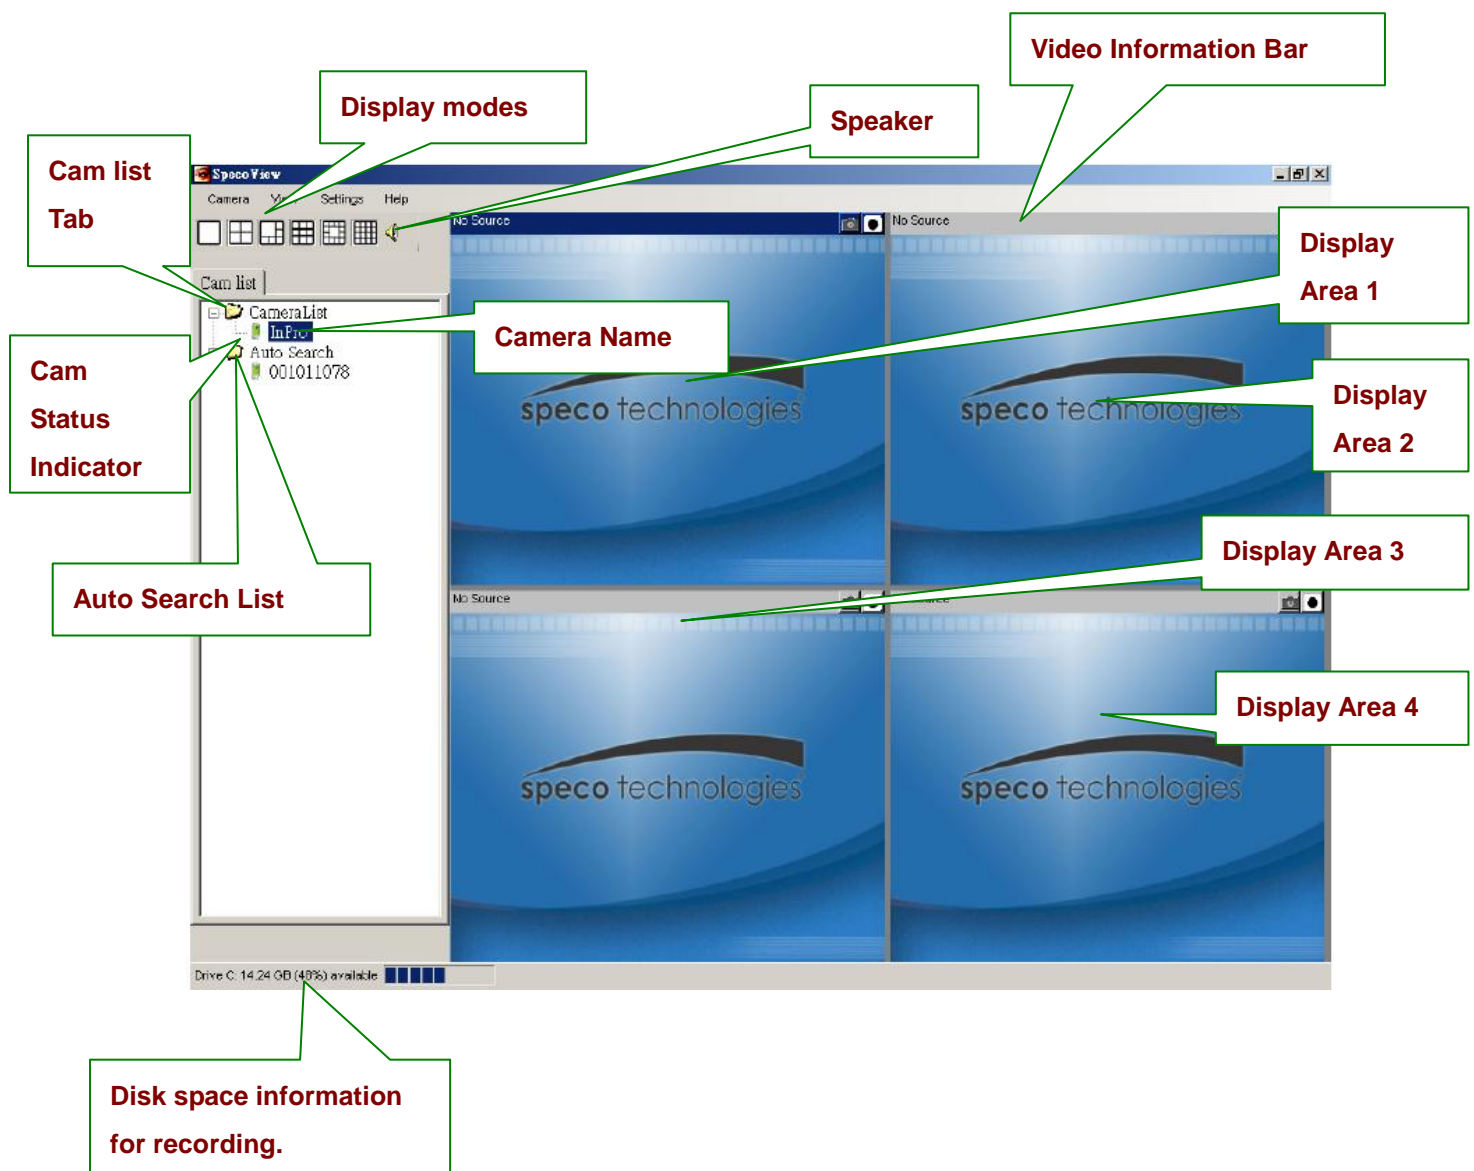 Video Information Bar
Display modes
Speaker
Cam list
Tab
SpecoView
Camera View Settings Help
No Source
No Source
Display
Area 1
Cam list
CameraList
InPro
Camera Name
Auto Search
001011078
Cam
Status
Indicator
speco technologies
speco technologies
Display
Area 2
Display Area 3
Auto Search List
No Source
Source
Display Area 4
speco technologies
speco technologies
Drive C: 14.24 GB (48%) available
Disk space information
for recording.